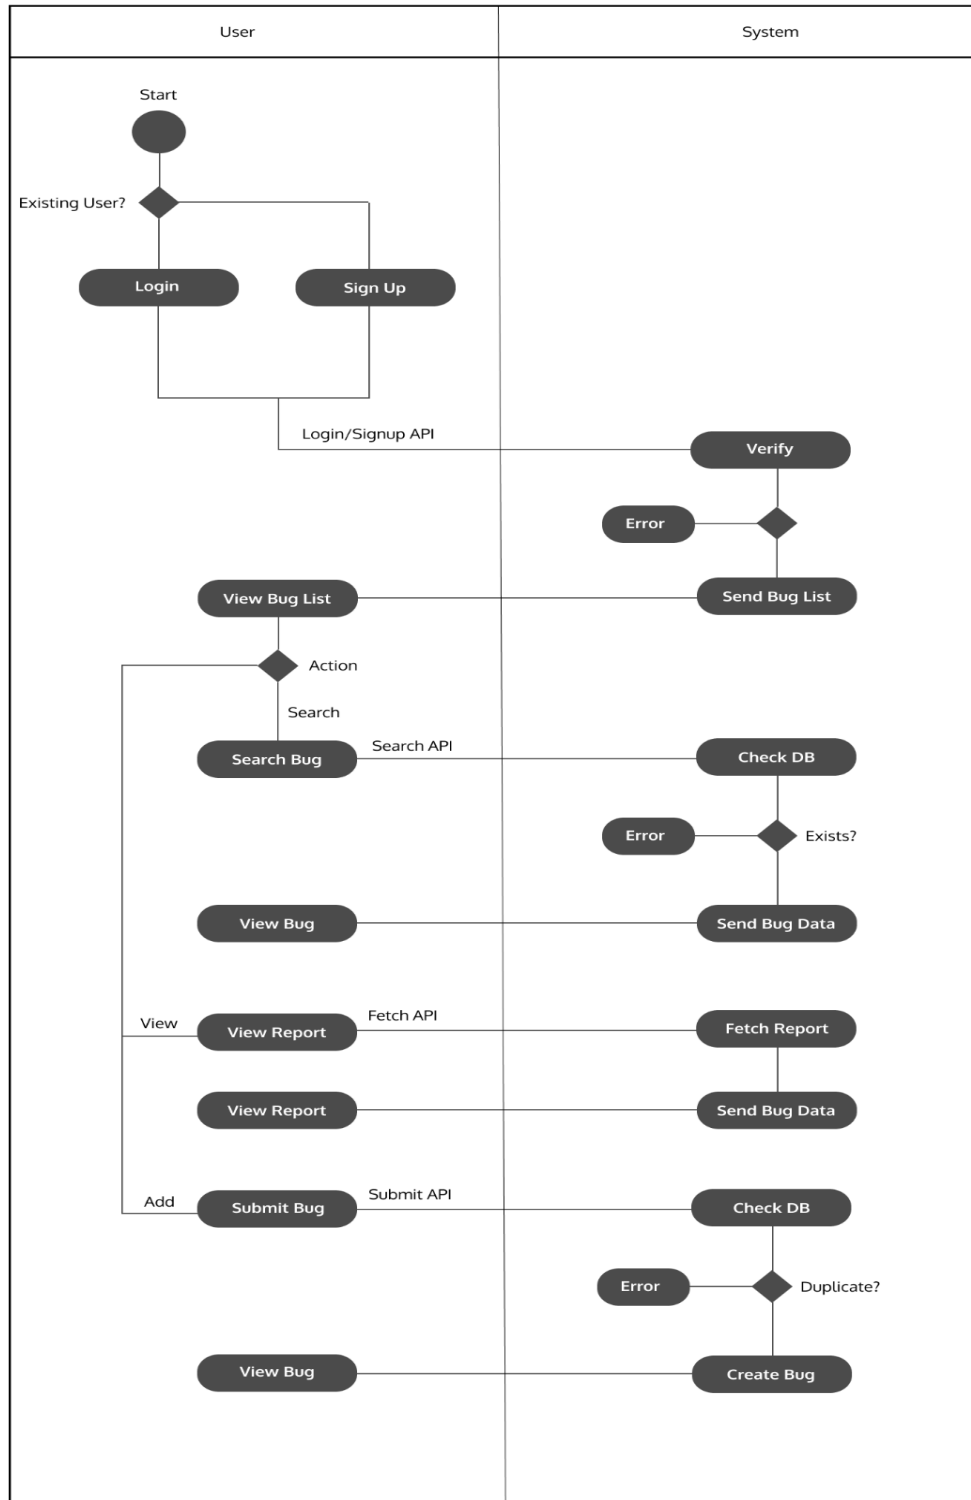 User
System
Start
Existing User?
Login
Sign Up
Login/Signup API
Verify
Error
View Bug List
Send Bug List
Action
Search
Search Bug
Search API
Check DB
Error
Exists?
View Bug
Send Bug Data
View
View Report
Fetch API
Fetch Report
View Report
Send Bug Data
Add
Submit Bug
Submit API
Check DB
Error
Duplicate?
View Bug
Create Bug